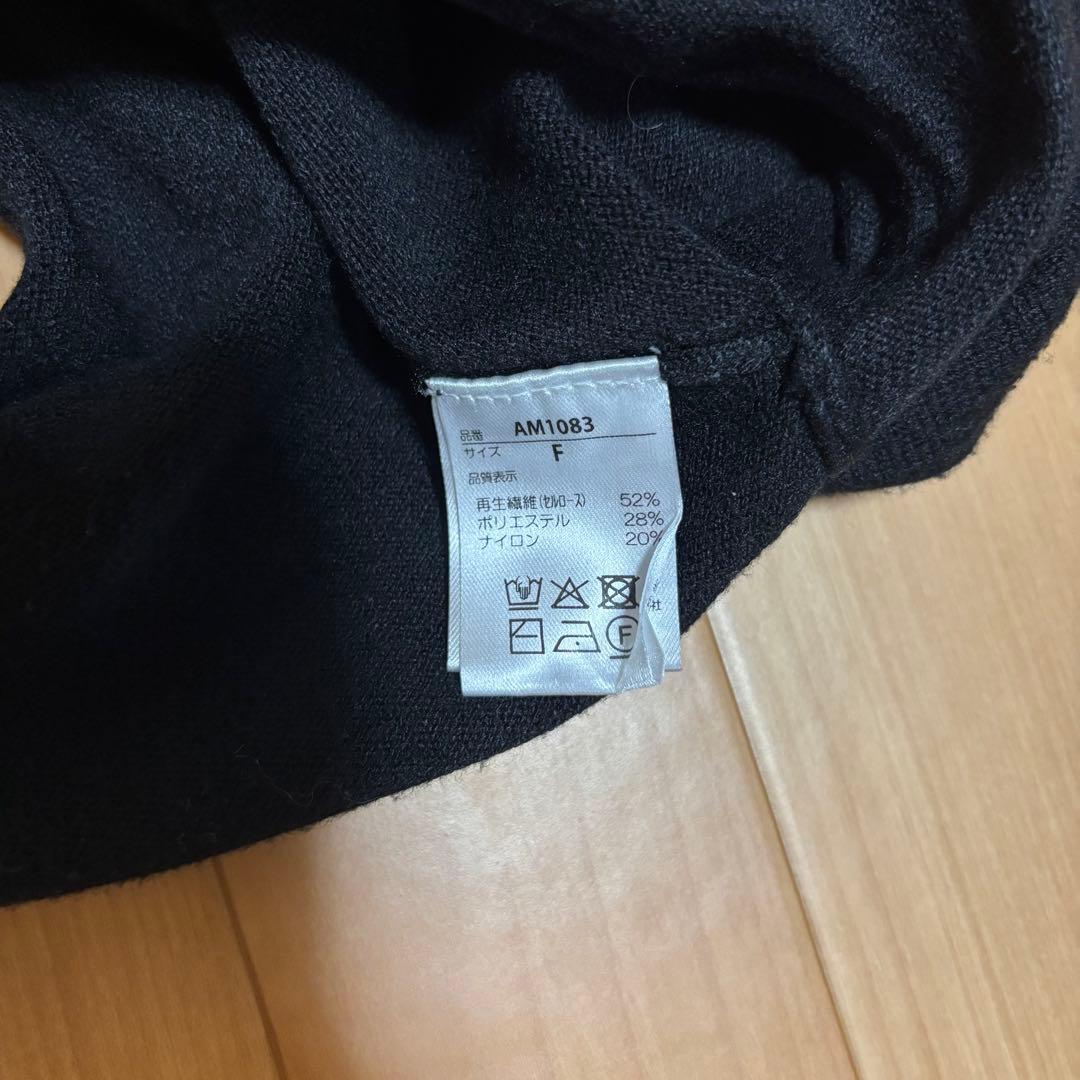 品番 AM1083
サイズ F
品質表示
再生繊維(セルロース) 52%
ポリエステル 28%
ナイロン 20%
社
F